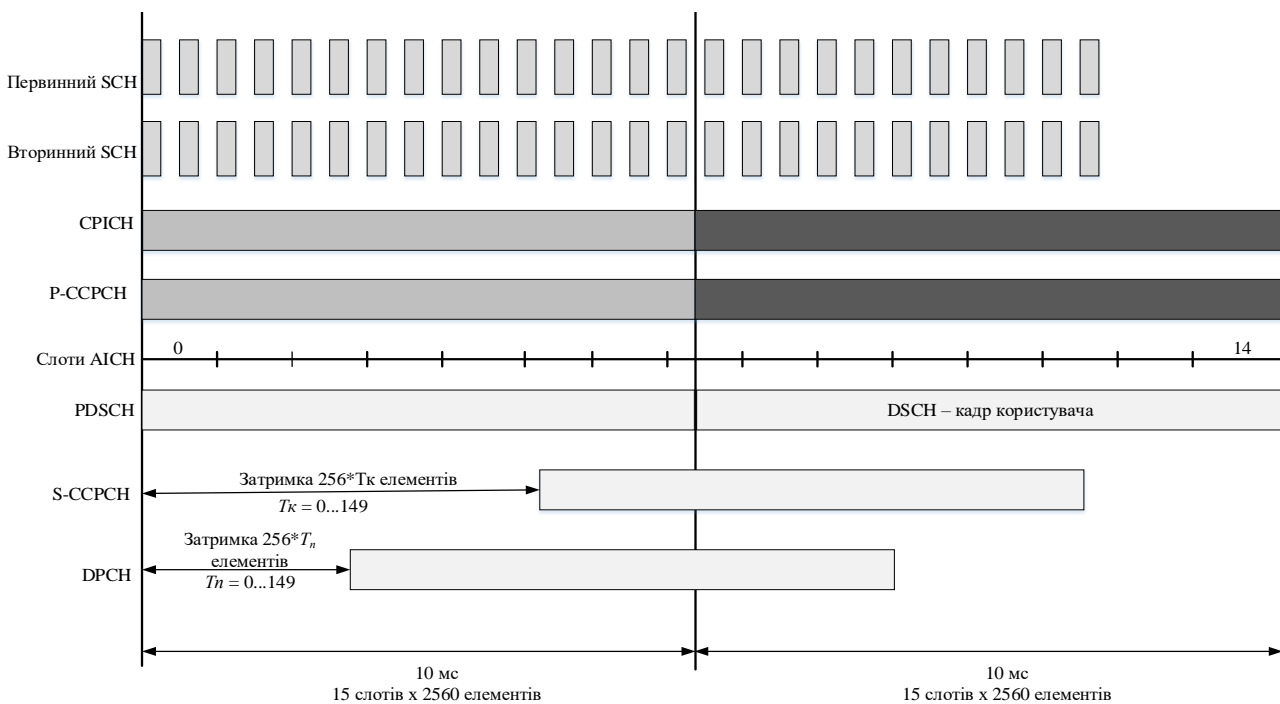 Первинний SCH
Вторинний SCH
CPICH
P-CCPCH
Слоти AICH
0
14
PDSCH
DSCH – кадр користувача
S-CCPCH
Затримка 256*Тк елементів
Тк = 0...149
DPCH
Затримка 256*Tn
елементів
Тn = 0...149
10 мс
15 слотів x 2560 елементів
10 мс
15 слотів x 2560 елементів